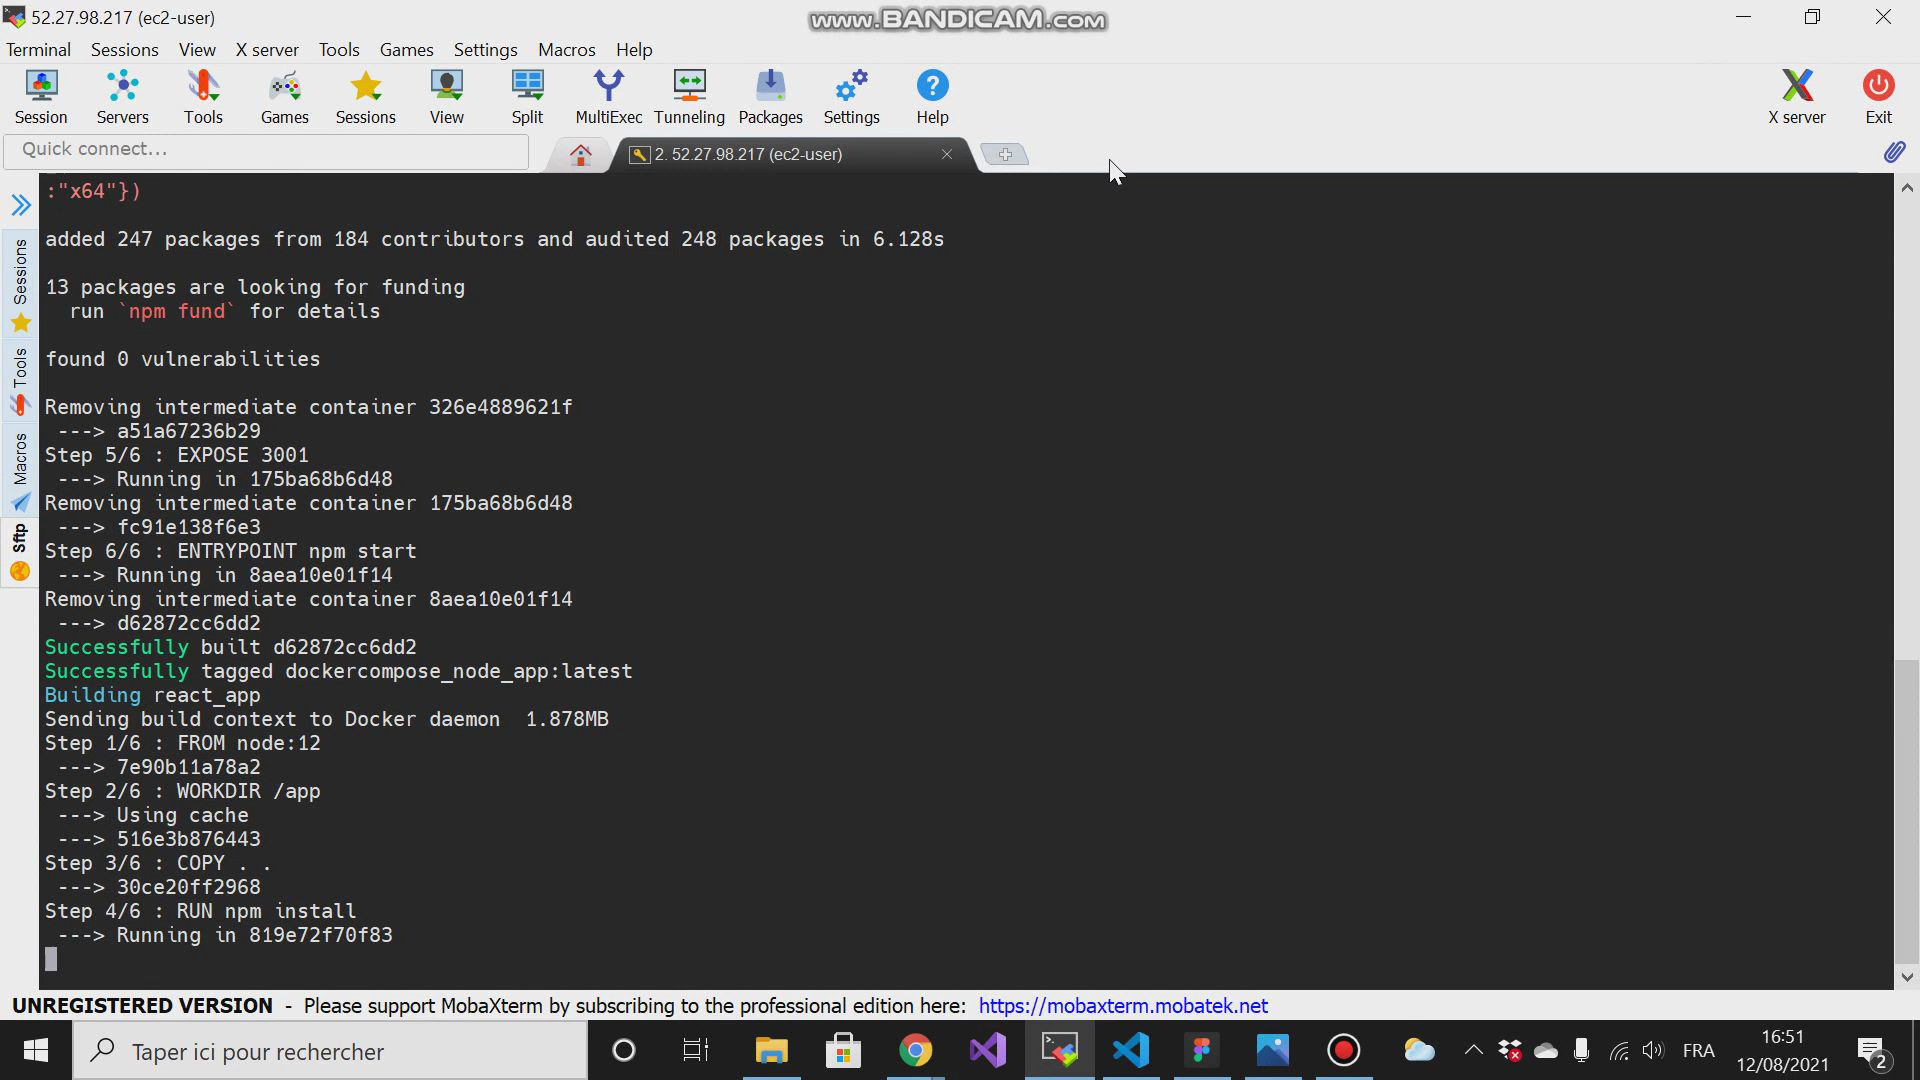 52.27.98.217 (ec2-user)
www.BANDICAM.com
Terminal Sessions View X server Tools Games Settings Macros Help
Session Servers Tools Games Sessions View Split MultiExec Tunneling Packages Settings Help X server Exit
Quick connect...
2. 52.27.98.217 (ec2-user)
Sessions
Tools
Macros
Sftp
:"x64"})
added 247 packages from 184 contributors and audited 248 packages in 6.128s
13 packages are looking for funding
run `npm fund` for details
found 0 vulnerabilities
Removing intermediate container 326e4889621f
---> a51a67236b29
Step 5/6 : EXPOSE 3001
---> Running in 175ba68b6d48
Removing intermediate container 175ba68b6d48
---> fc91e138f6e3
Step 6/6 : ENTRYPOINT npm start
---> Running in 8aea10e01f14
Removing intermediate container 8aea10e01f14
---> d62872cc6dd2
Successfully built d62872cc6dd2
Successfully tagged dockercompose_node_app:latest
Building react_app
Sending build context to Docker daemon  1.878MB
Step 1/6 : FROM node:12
---> 7e90b11a78a2
Step 2/6 : WORKDIR /app
---> Using cache
---> 516e3b876443
Step 3/6 : COPY . .
---> 30ce20ff2968
Step 4/6 : RUN npm install
---> Running in 819e72f70f83
UNREGISTERED VERSION - Please support MobaXterm by subscribing to the professional edition here: https://mobaxterm.mobatek.net
Taper ici pour rechercher
FRA
16:51
12/08/2021
2